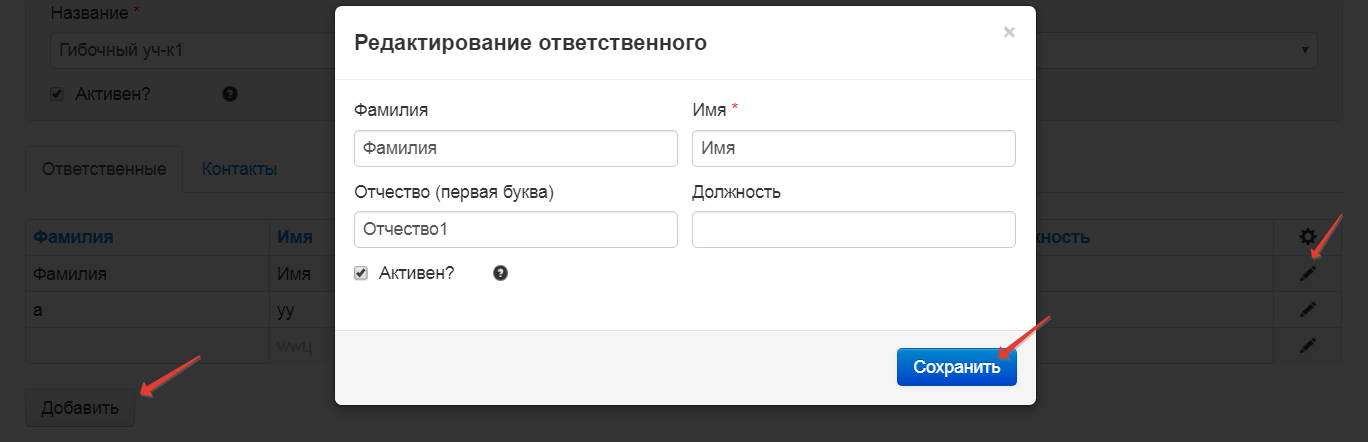 Название *
Гибочный уч-к1
Активен?
Ответственные
Контакты
Фамилия
Имя
жность
Фамилия
Имя
а
уу
wwц
Добавить
Редактирование ответственного
×
Фамилия
Имя *
Фамилия
Имя
Отчество (первая буква)
Должность
Отчество1
Активен?
Сохранить